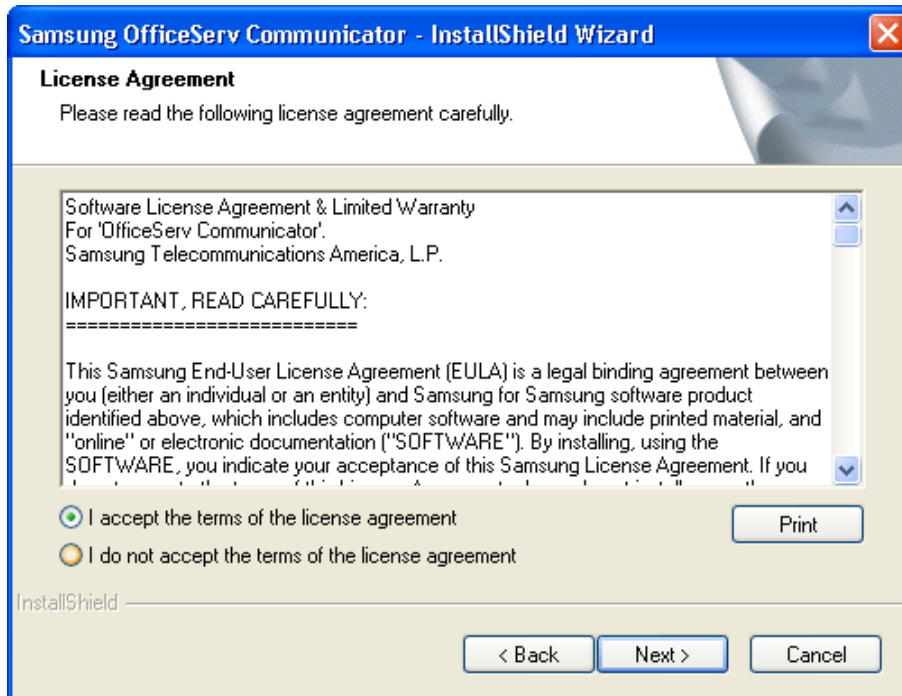 Samsung OfficeServ Communicator - InstallShield Wizard
License Agreement
Please read the following license agreement carefully.
Software License Agreement & Limited Warranty
For 'OfficeServ Communicator'.
Samsung Telecommunications America, L.P.
IMPORTANT, READ CAREFULLY:
===========================
This Samsung End-User License Agreement (EULA) is a legal binding agreement between
you (either an individual or an entity) and Samsung for Samsung software product
identified above, which includes computer software and may include printed material, and
"online" or electronic documentation ("SOFTWARE"). By installing, using the
SOFTWARE, you indicate your acceptance of this Samsung License Agreement. If you
I accept the terms of the license agreement
Print
I do not accept the terms of the license agreement
InstallShield
< Back
Next >
Cancel